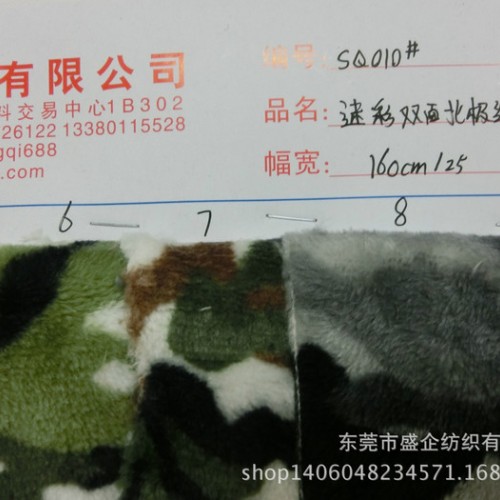 有限公司
料交易中心1B302
26122 13380115528
gqi688
.com
编号: SQ010#
品名: 迷彩双面北极绒
幅宽: 160cm/25
6 7 8
东莞市盛企纺织有
shop1406048234571.168